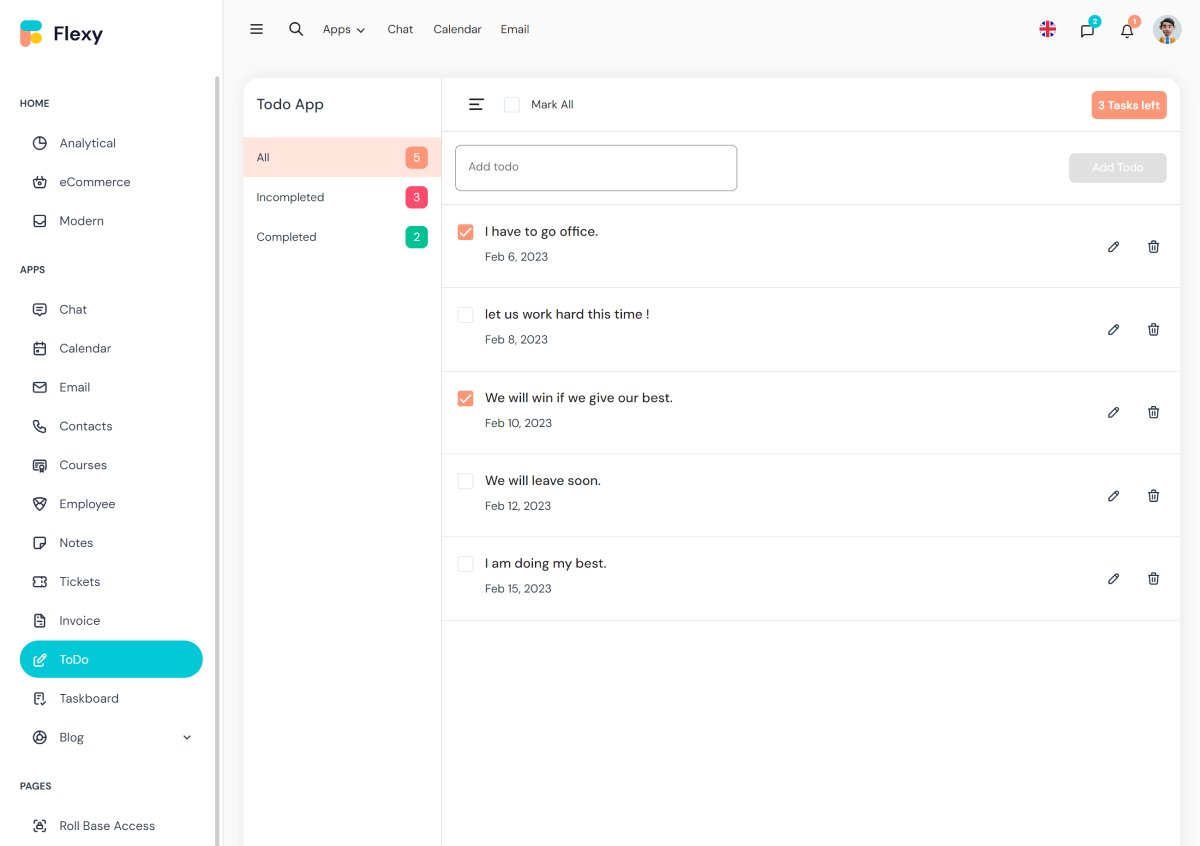 Flexy
HOME
Analytical
eCommerce
Modern
APPS
Chat
Calendar
Email
Contacts
Courses
Employee
Notes
Tickets
Invoice
ToDo
Taskboard
Blog
PAGES
Roll Base Access
Apps Chat Calendar Email
2
1
Todo App
All 5
Incompleted 3
Completed 2
Mark All
3 Tasks left
Add todo
Add Todo
I have to go office.
Feb 6, 2023
let us work hard this time !
Feb 8, 2023
We will win if we give our best.
Feb 10, 2023
We will leave soon.
Feb 12, 2023
I am doing my best.
Feb 15, 2023